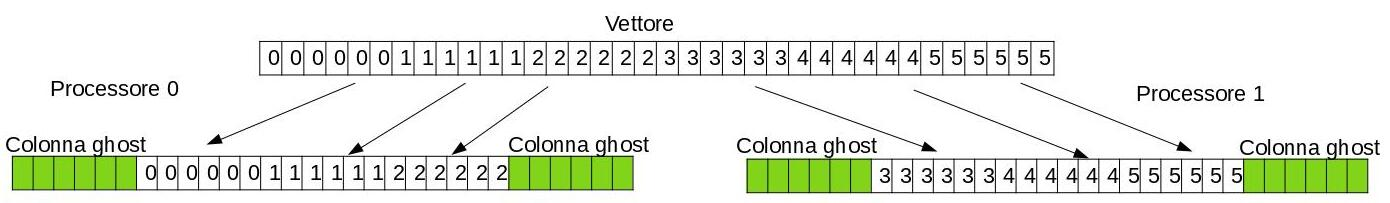 Vettore
0 0 0 0 0 0 1 1 1 1 1 1 2 2 2 2 2 2 3 3 3 3 3 3 4 4 4 4 4 4 5 5 5 5 5 5
Processore 0
Processore 1
Colonna ghost
Colonna ghost
Colonna ghost
Colonna ghost
0 0 0 0 0 0 1 1 1 1 1 1 2 2 2 2 2 2
3 3 3 3 3 3 4 4 4 4 4 4 5 5 5 5 5 5